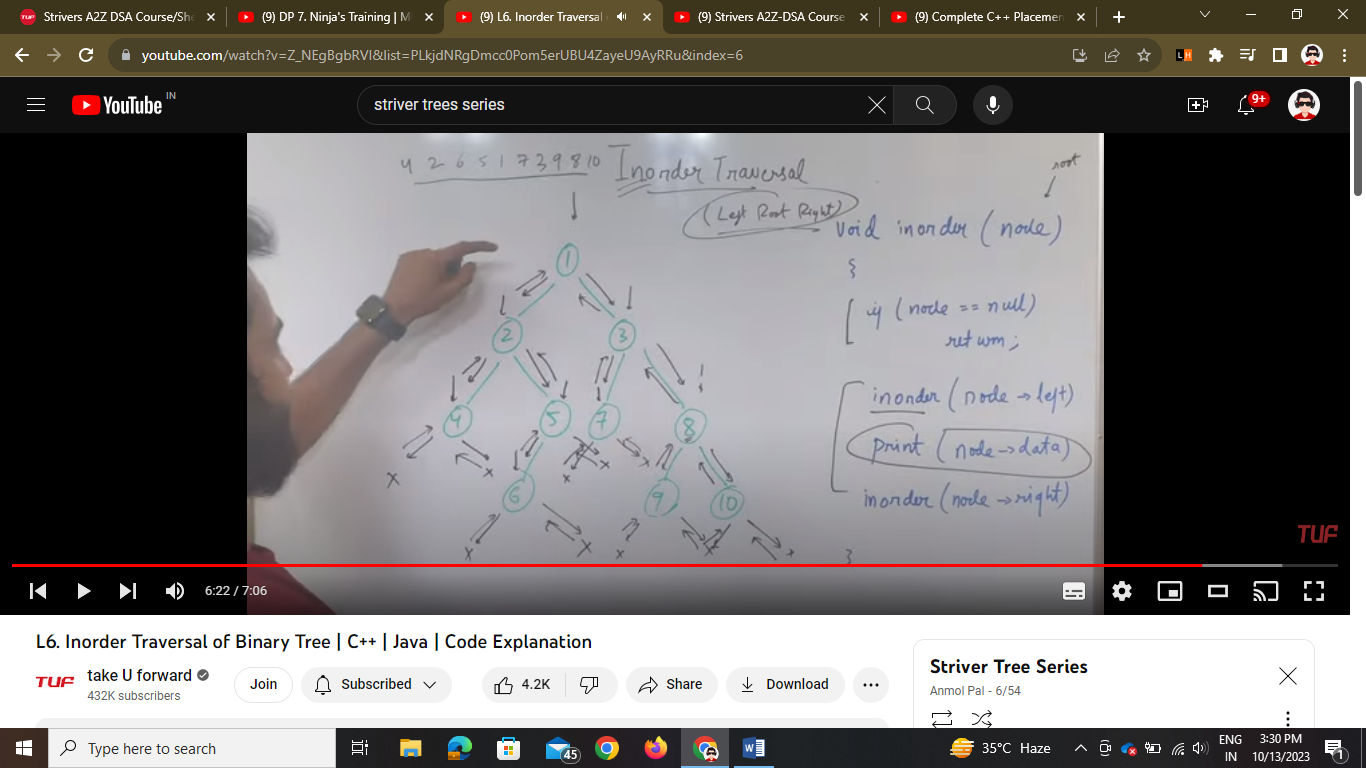 Strivers A2Z DSA Course/She
(9) DP 7. Ninja's Training | M
(9) L6. Inorder Traversal
(9) Strivers A2Z-DSA Course
(9) Complete C++ Placemen
youtube.com/watch?v=Z_NEgBgbRVI&list=PLkjdNRgDmcc0Pom5erUBU4ZayeU9AyRRu&index=6
YouTube IN
striver trees series
9+
4 2 6 5 1 7 3 9 8 10
Inorder Traversal
(Left Root Right)
root
void inorder (node)
{
if (node == null)
return;
inorder (node → left)
print (node → data)
inorder (node → right)
}
1
2 3
4 5 7 8
6 9 10
x x x x x
x x x x x
TUF
6:22 / 7:06
L6. Inorder Traversal of Binary Tree | C++ | Java | Code Explanation
TUF
take U forward
432K subscribers
Join
Subscribed
4.2K
Share
Download
Striver Tree Series
Anmol Pal - 6/54
Type here to search
45
35°C Haze
ENG
IN
3:30 PM
10/13/2023
1